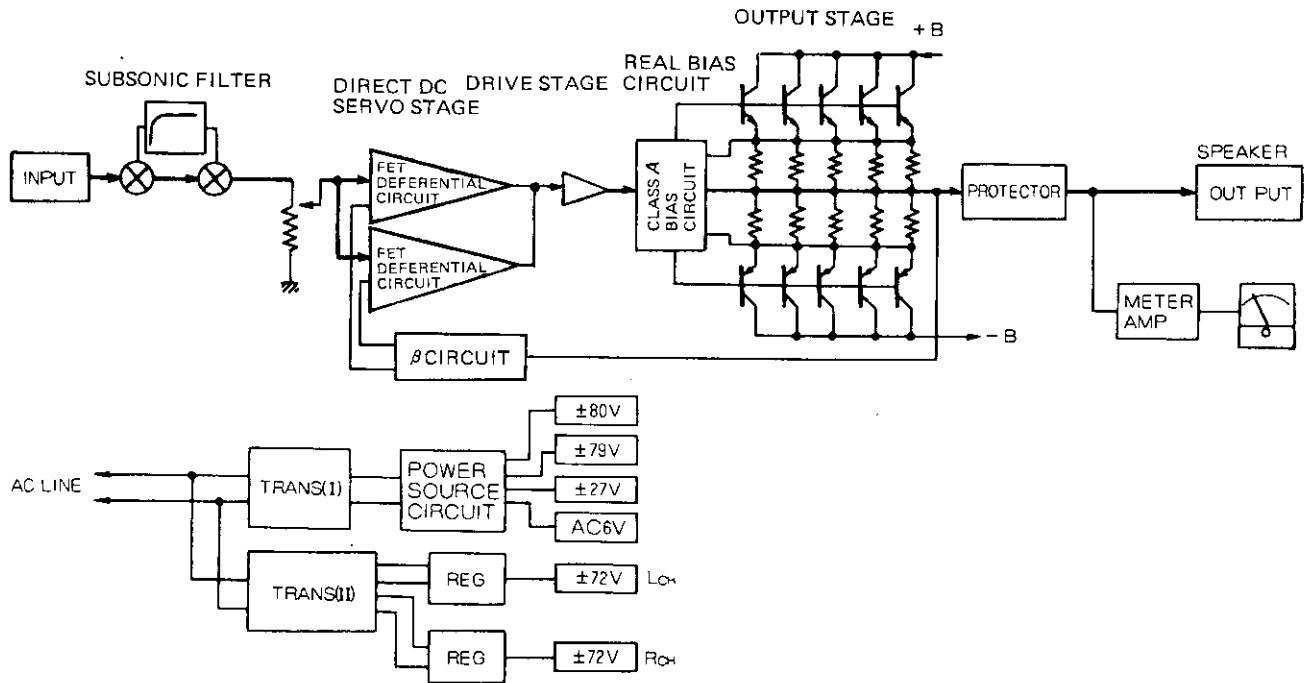 OUTPUT STAGE
+B
SUBSONIC FILTER
DIRECT DC
SERVO STAGE
DRIVE STAGE
REAL BIAS
CIRCUIT
INPUT
FET
DEFERENTIAL
CIRCUIT
FET
DEFERENTIAL
CIRCUIT
CLASS A
BIAS
CIRCUIT
PROTECTOR
SPEAKER
OUT PUT
METER
AMP
−B
βCIRCUIT
AC LINE
TRANS(I)
POWER
SOURCE
CIRCUIT
±80V
±79V
±27V
AC6V
TRANS(II)
REG
±72V
LCH
REG
±72V
RCH